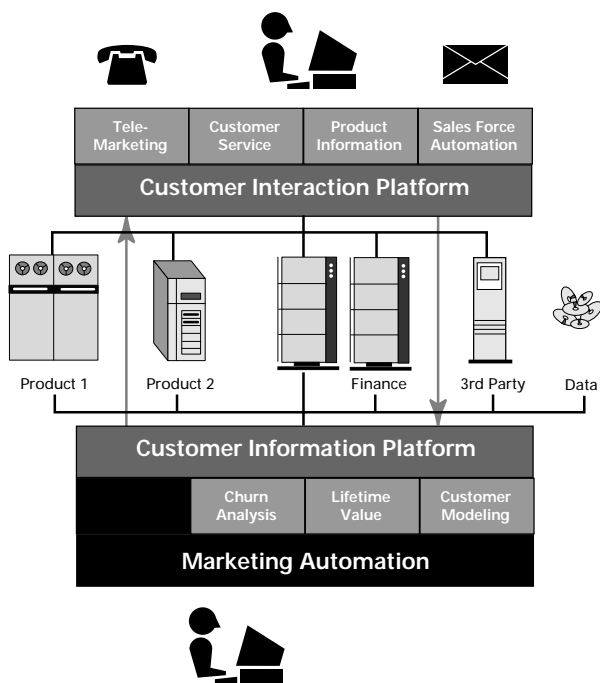 Tele-
Marketing
Customer
Service
Product
Information
Sales Force
Automation
Customer Interaction Platform
Product 1
Product 2
Finance
3rd Party
Data
Customer Information Platform
Churn
Analysis
Lifetime
Value
Customer
Modeling
Marketing Automation